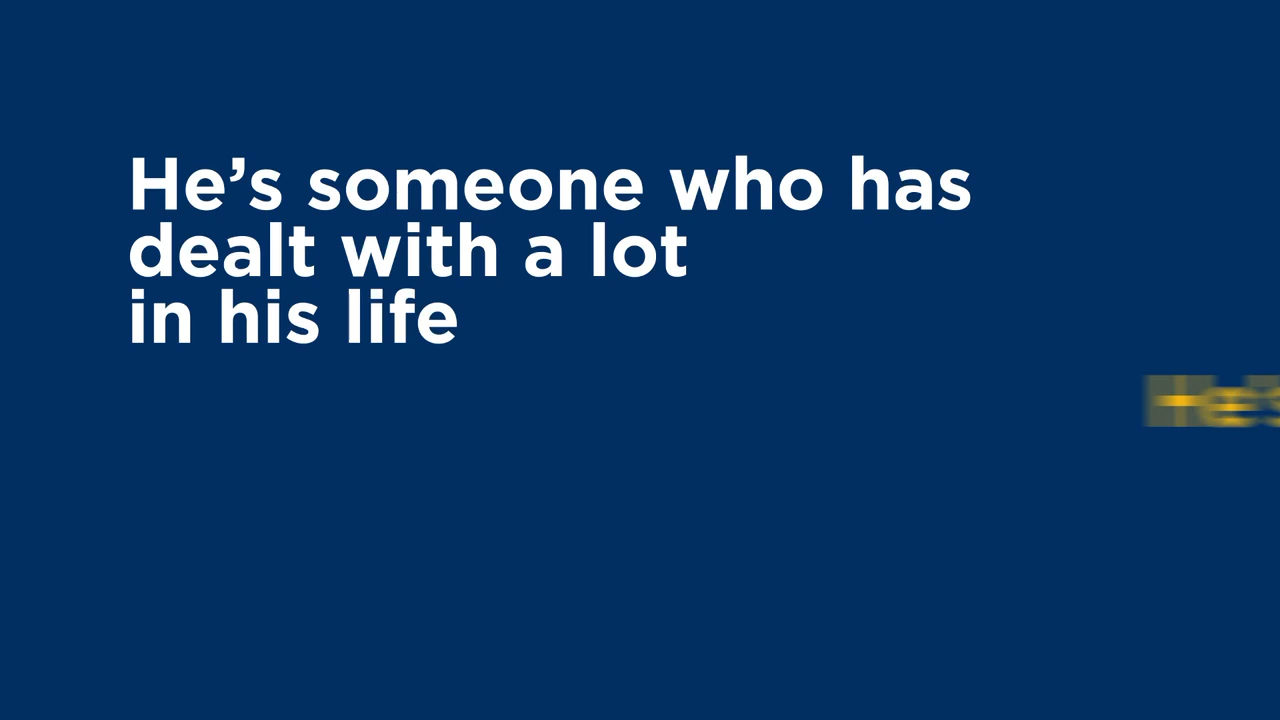 He’s someone who has
dealt with a lot
in his life